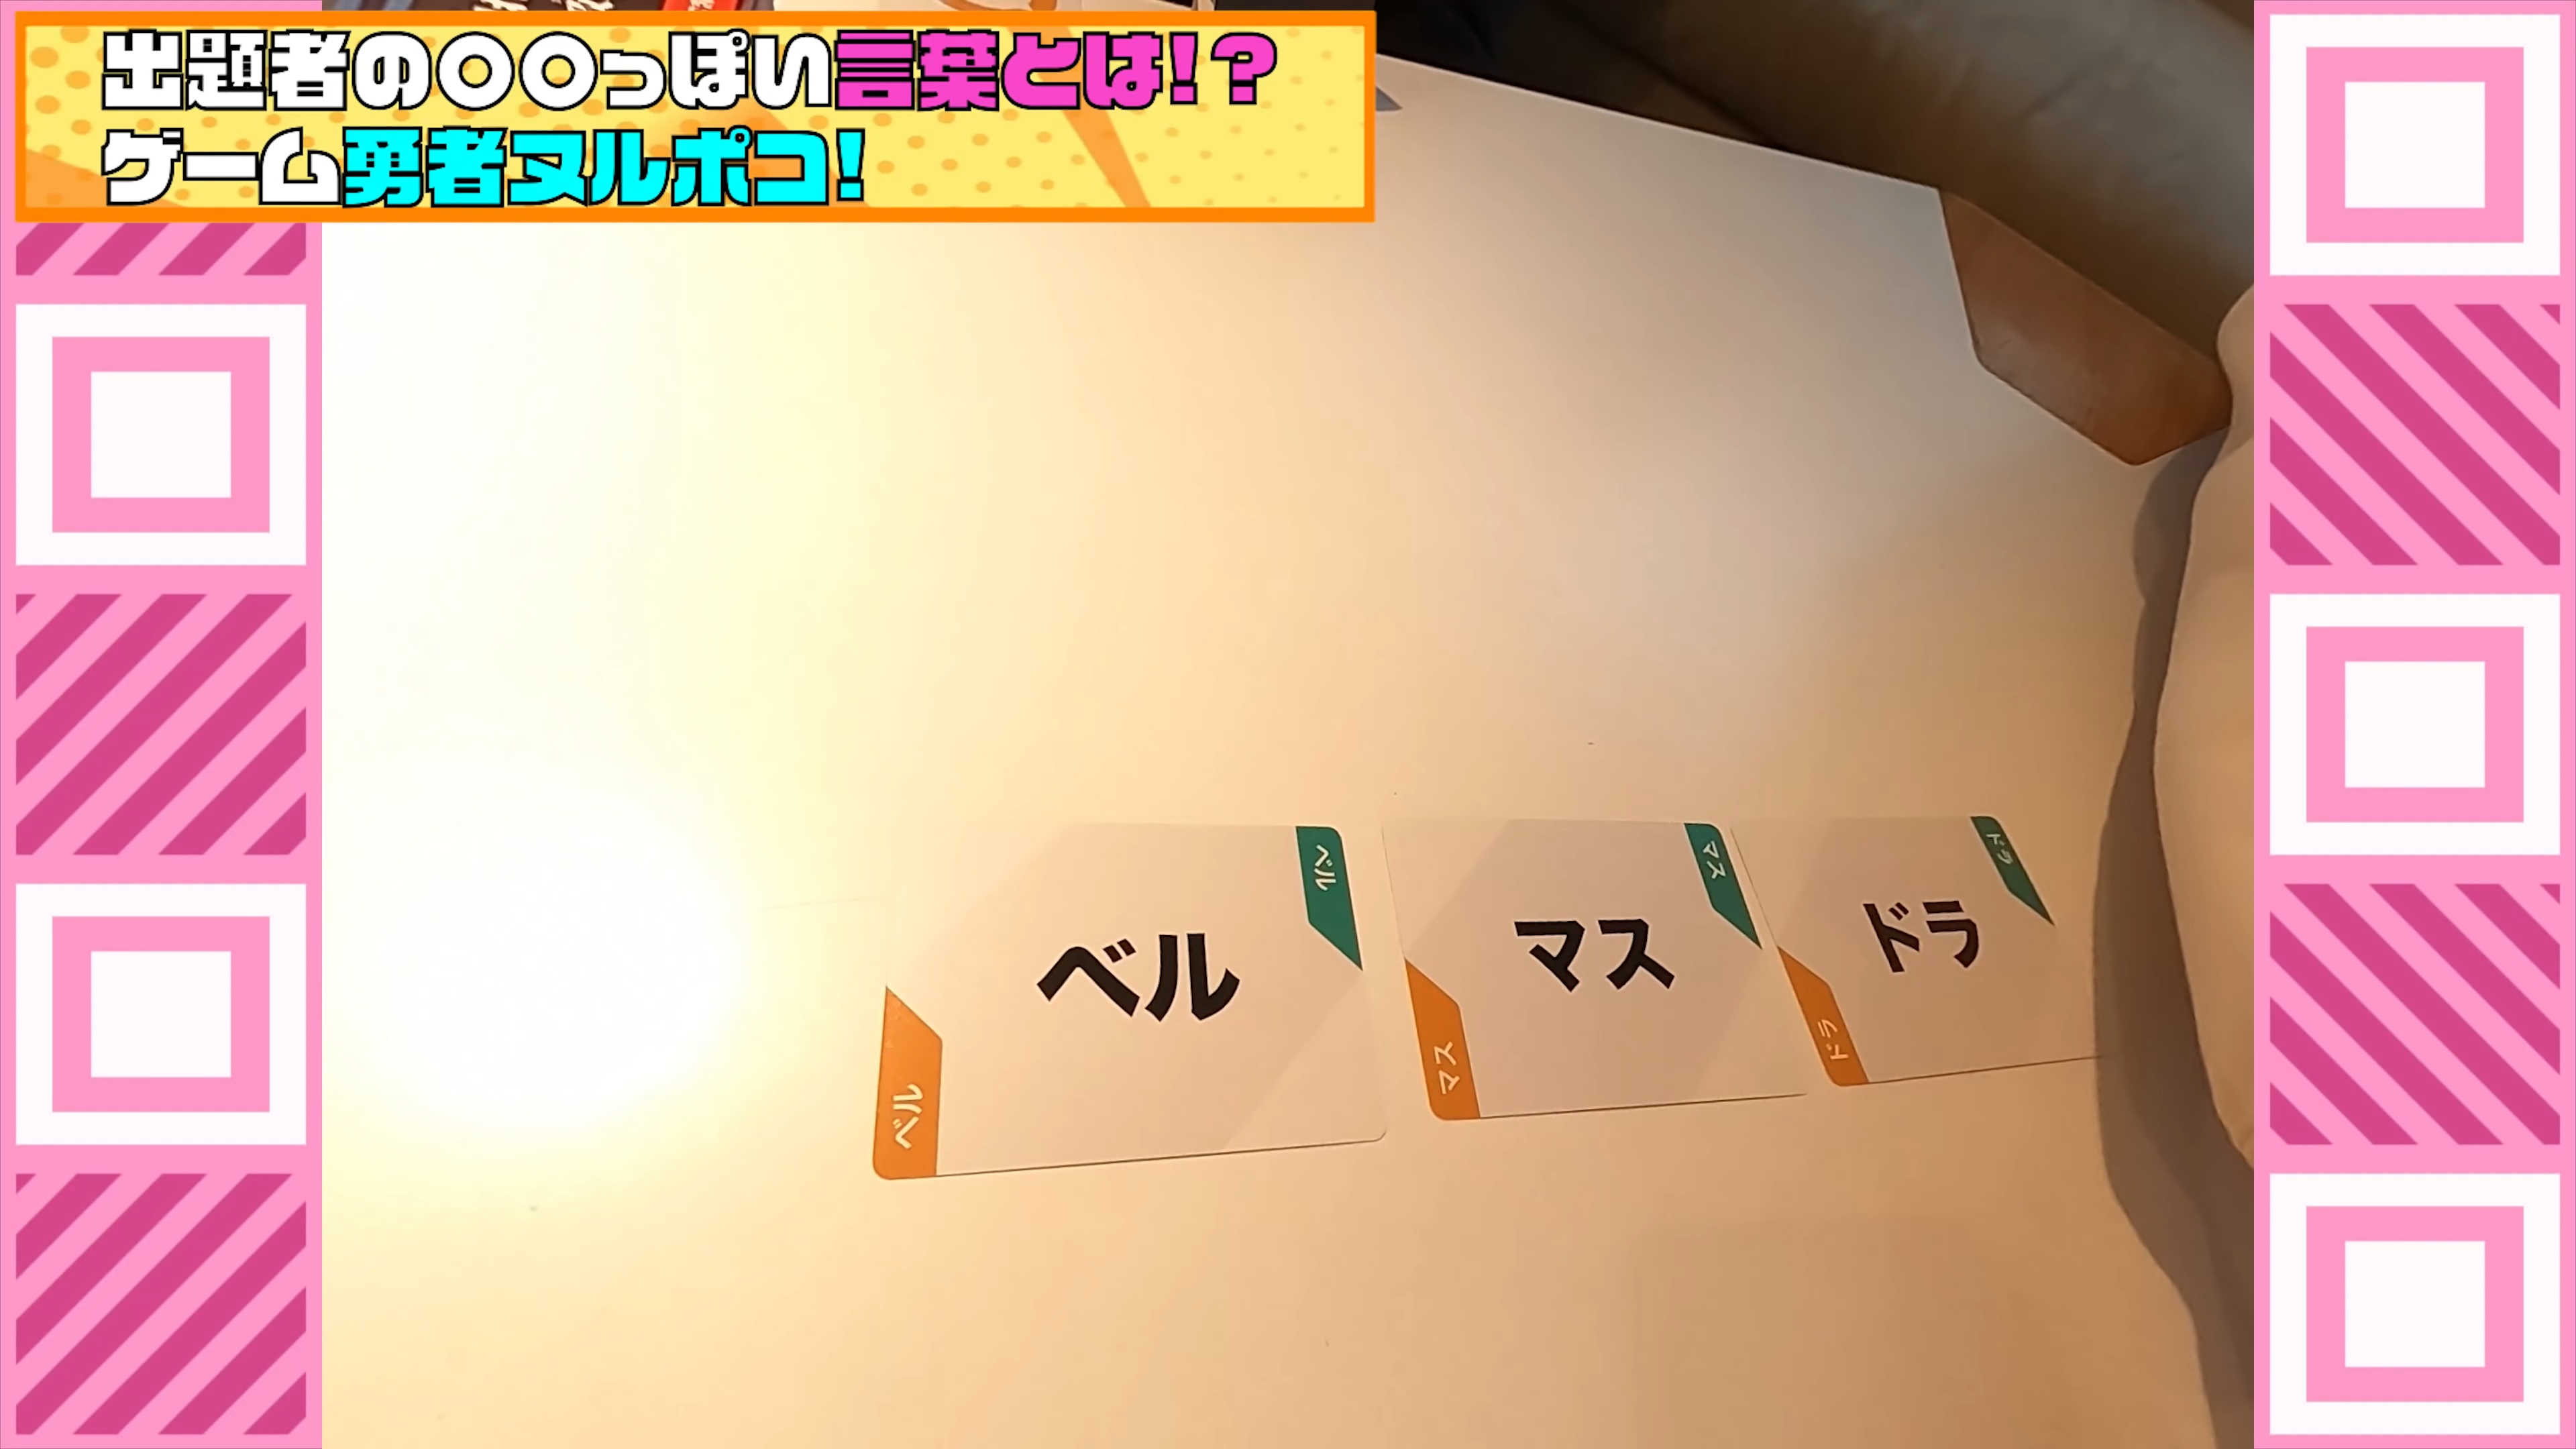 出題者の〇〇っぽい言葉とは!?
ゲーム勇者ヌルポコ!
ベル
ベル
ベル
マス
マス
マス
ドラ
ドラ
ドラ